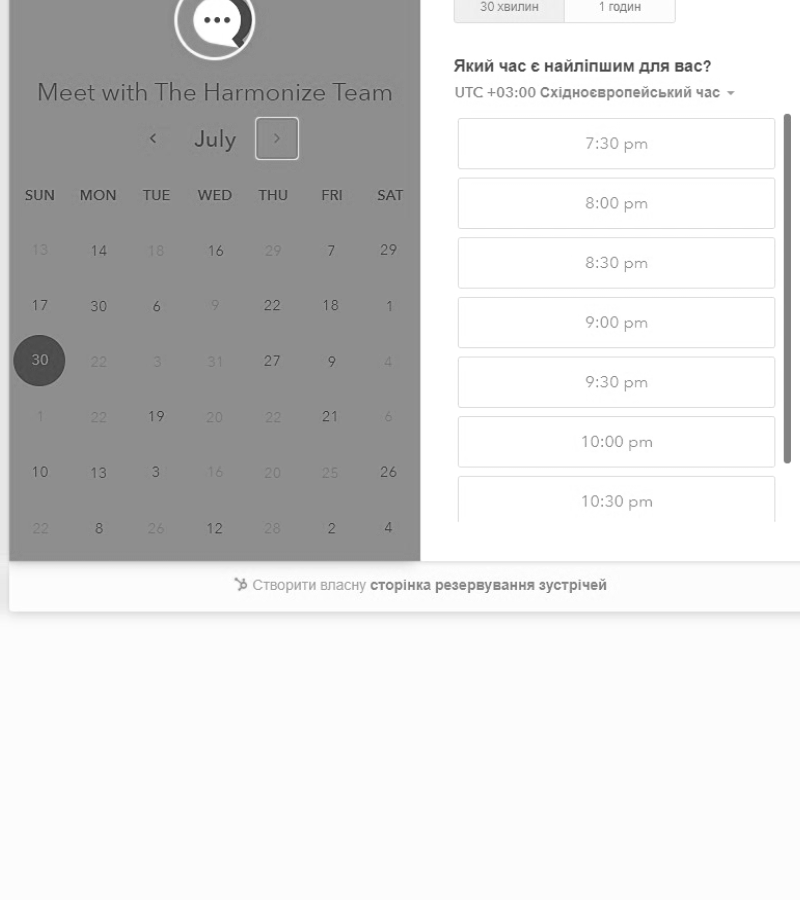 Meet with The Harmonize Team
July
SUN MON TUE WED THU FRI SAT
13 14 18 16 29 7 29
17 30 6 9 22 18 1
30 22 3 31 27 9 4
1 22 19 20 22 21 6
10 13 3 16 20 25 26
22 8 26 12 28 2 4
30 хвилин 1 годин
Який час є найліпшим для вас?
UTC +03:00 Східноєвропейський час
7:30 pm
8:00 pm
8:30 pm
9:00 pm
9:30 pm
10:00 pm
10:30 pm
Створити власну сторінка резервування зустрічей